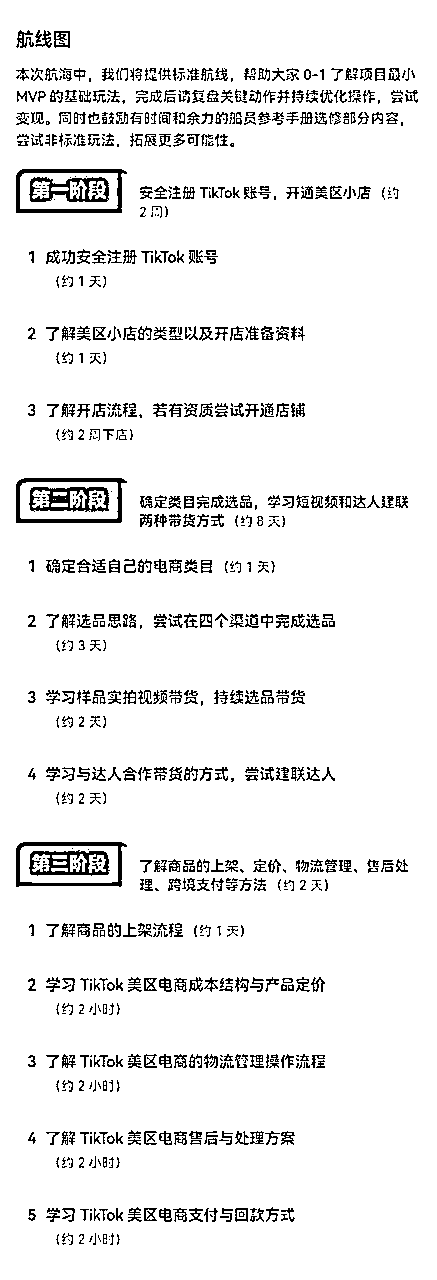 航线图
本次航海中，我们将提供标准航线，帮助大家 0-1 了解项目最小
MVP 的基础玩法，完成后请复盘关键动作并持续优化操作，尝试
变现。同时也鼓励有时间和余力的船员参考手册选修部分内容，
尝试非标准玩法，拓展更多可能性。
第一阶段
安全注册 TikTok 账号，开通美区小店（约
2 周）
1 成功安全注册 TikTok 账号
（约 1 天）
2 了解美区小店的类型以及开店准备资料
（约 1 天）
3 了解开店流程，若有资质尝试开通店铺
（约 2 周下店）
第二阶段
确定类目完成选品，学习短视频和达人建联
两种带货方式（约 8 天）
1 确定合适自己的电商类目（约 1 天）
2 了解选品思路，尝试在四个渠道中完成选品
（约 3 天）
3 学习样品实拍视频带货，持续选品带货
（约 2 天）
4 学习与达人合作带货的方式，尝试建联达人
（约 2 天）
第三阶段
了解商品的上架、定价、物流管理、售后处
理、跨境支付等方法（约 2 天）
1 了解商品的上架流程（约 1 天）
2 学习 TikTok 美区电商成本结构与产品定价
（约 2 小时）
3 了解 TikTok 美区电商的物流管理操作流程
（约 2 小时）
4 了解 TikTok 美区电商售后与处理方案
（约 2 小时）
5 学习 TikTok 美区电商支付与回款方式
（约 2 小时）